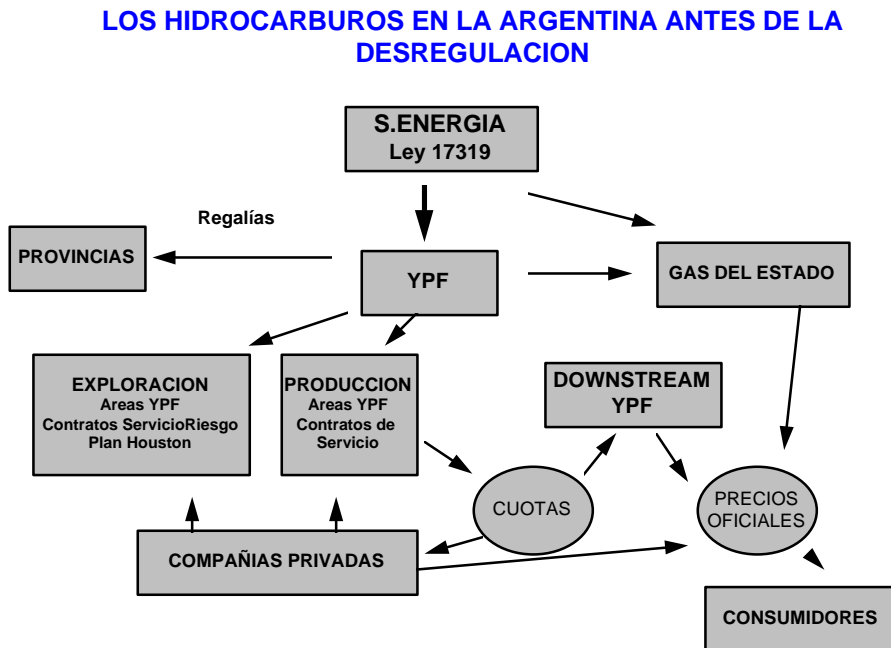 LOS HIDROCARBUROS EN LA ARGENTINA ANTES DE LA
DESREGULACION
S.ENERGIA
Ley 17319
Regalías
PROVINCIAS
YPF
GAS DEL ESTADO
EXPLORACION
Areas YPF
Contratos ServicioRiesgo
Plan Houston
PRODUCCION
Areas YPF
Contratos de
Servicio
DOWNSTREAM
YPF
CUOTAS
PRECIOS
OFICIALES
COMPAÑIAS PRIVADAS
CONSUMIDORES